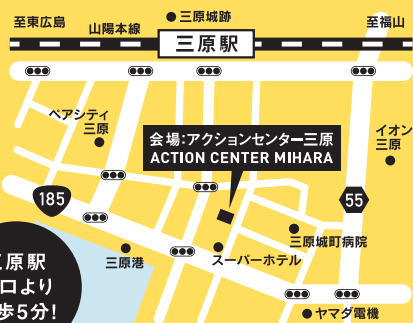 至東広島
山陽本線
三原城跡
至福山
三原駅
ペアシティ
三原
会場:アクションセンター三原
ACTION CENTER MIHARA
イオン
三原
185
55
三原城町病院
三原港
スーパーホテル
ヤマダ電機
原駅
口より
歩5分!